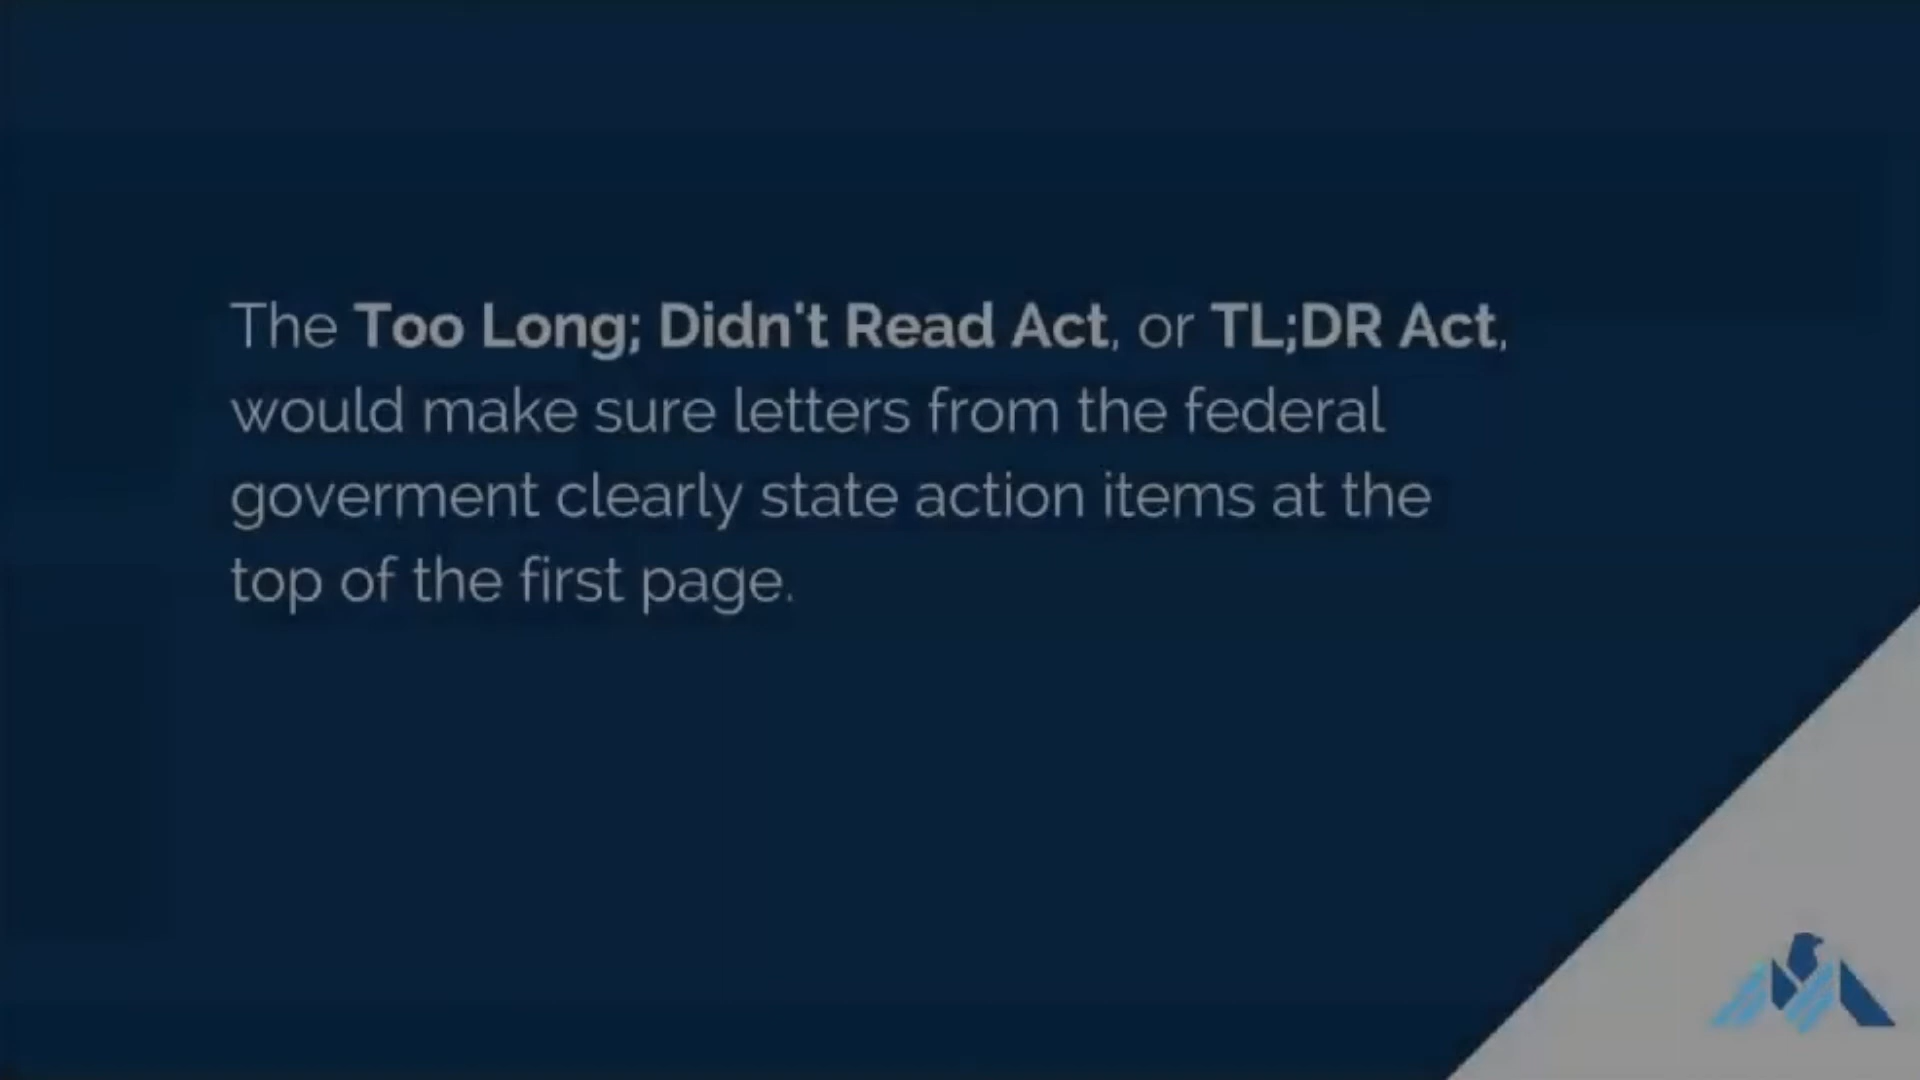 The Too Long; Didn't Read Act, or TL;DR Act,
would make sure letters from the federal
goverment clearly state action items at the
top of the first page.